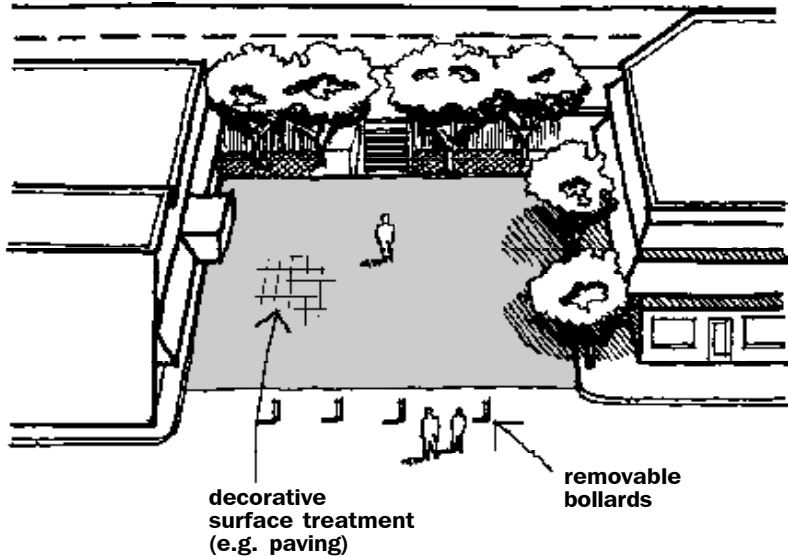 decorative
surface treatment
(e.g. paving)
removable
bollards